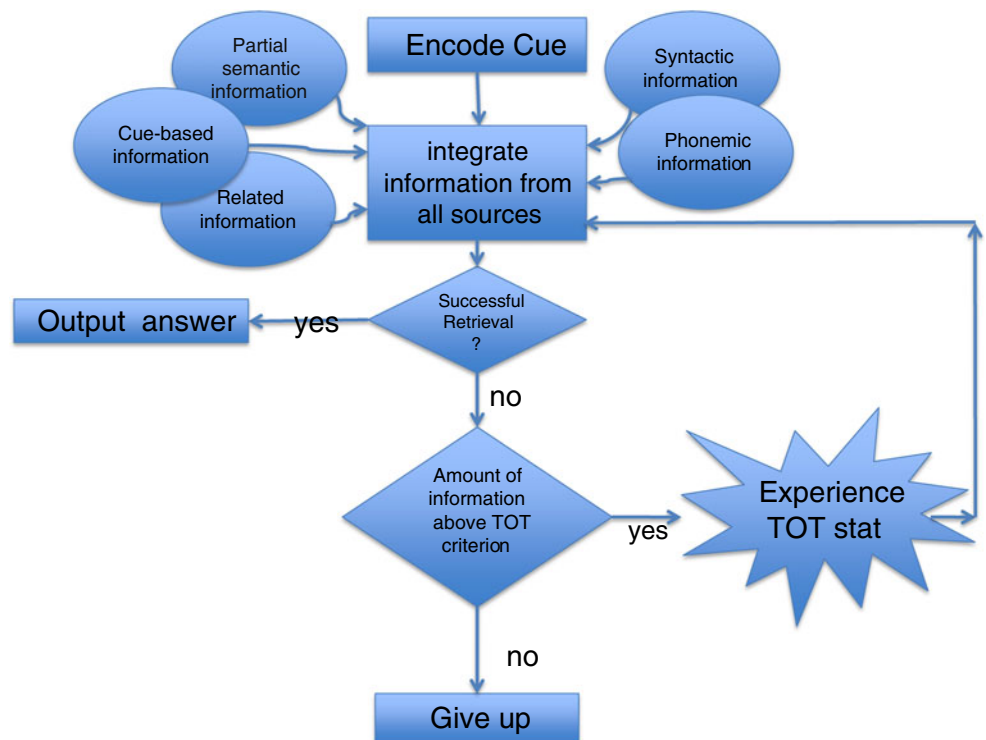 Encode Cue
Partial
semantic
information
Syntactic
information
Cue-based
information
Phonemic
information
Related
information
integrate
information from
all sources
Successful
Retrieval
?
yes
Output answer
no
Amount of
information
above TOT
criterion
yes
Experience
TOT stat
no
Give up